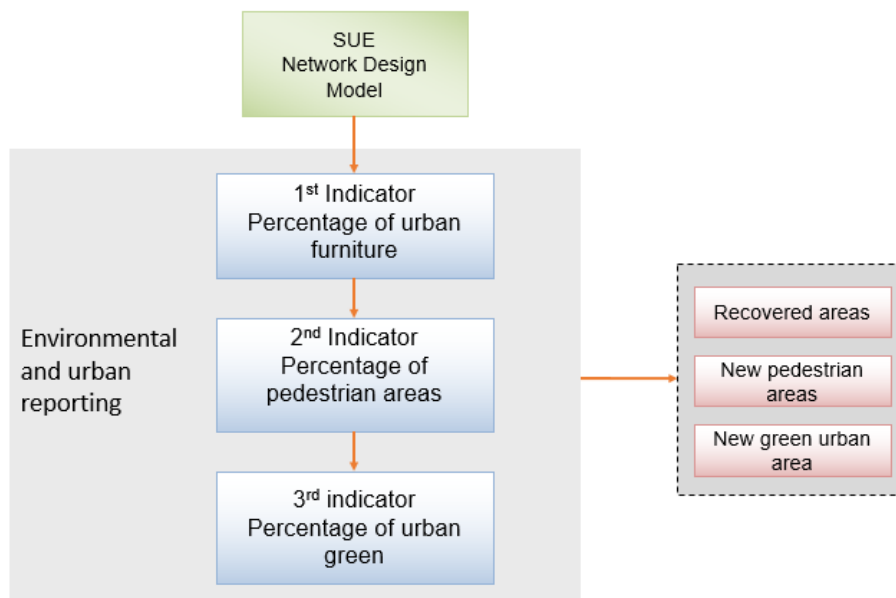 SUE
Network Design
Model
1st Indicator
Percentage of urban
furniture
Environmental
and urban
reporting
2nd Indicator
Percentage of
pedestrian areas
3rd indicator
Percentage of urban
green
Recovered areas
New pedestrian
areas
New green urban
area